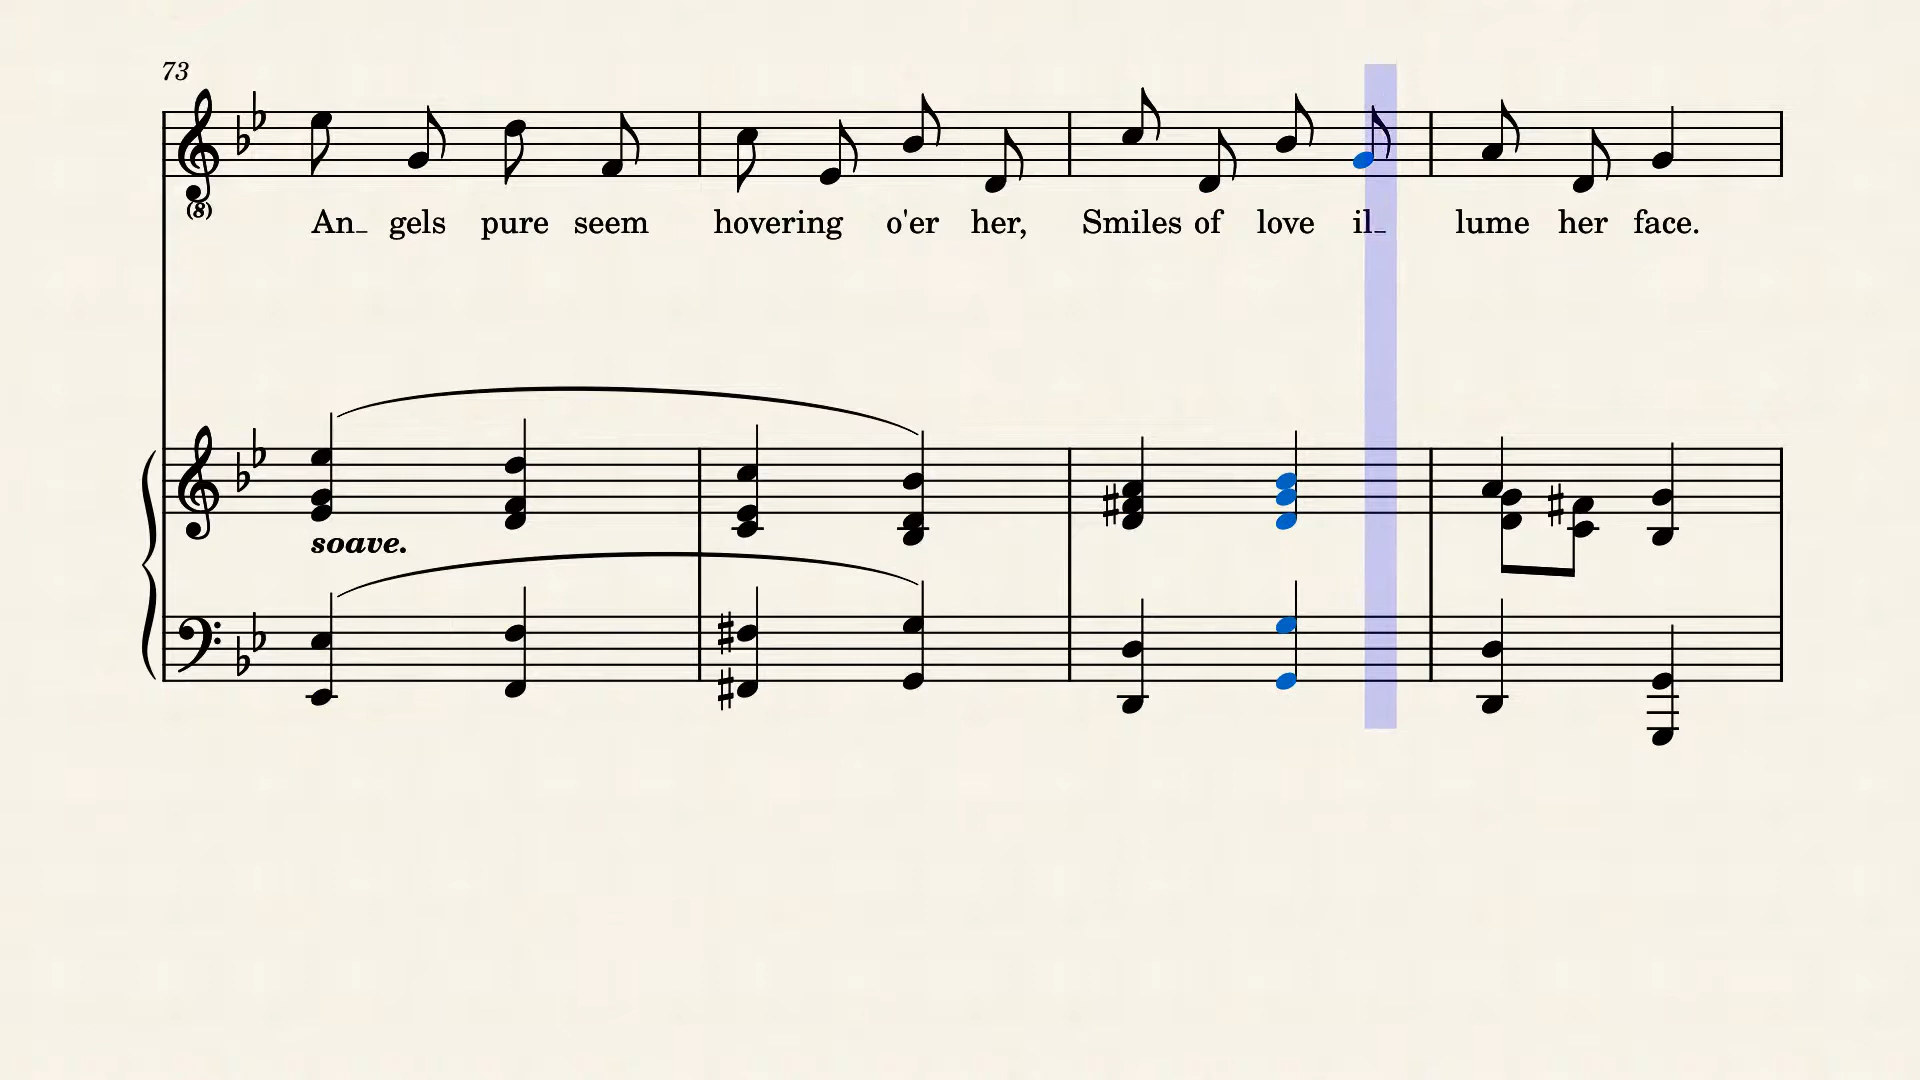 73
(8)
An_ gels pure seem hovering o'er her, Smiles of love il_ lume her face.
soave.